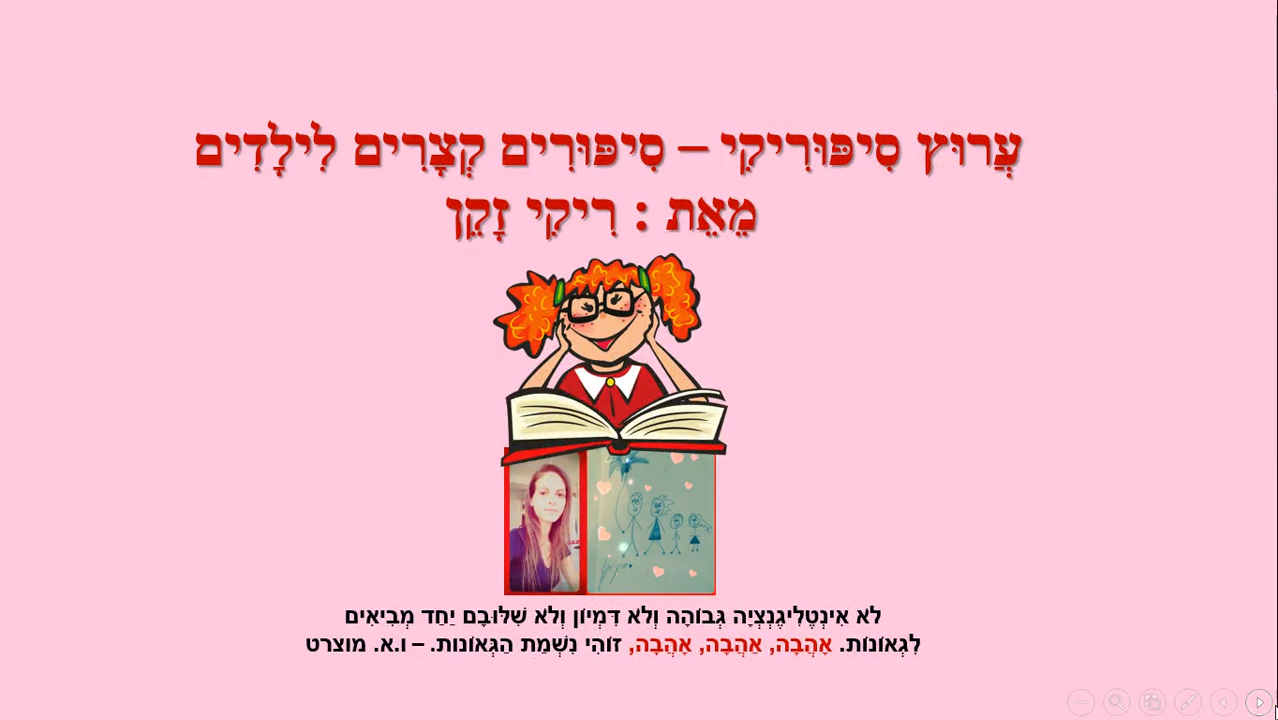 עֲרוּץ סִיפּוּרִיקִי – סִיפּוּרִים קְצָרִים לִילָדִים
מֵאֵת : רִיקִי זָקֵן
לֹא אִינְטֶלִיגֶנְצְיָה גְּבוֹהָה וְלֹא דִּמְיוֹן וְלֹא שִׁלּוּבָם יַחַד מְבִיאִים
לִגְאוֹנוּת. אָהֲבָה, אַהֲבָה, אָהֲבָה, זוֹהִי נִשְׁמַת הַגְּאוֹנוּת. – ו.א. מוצרט